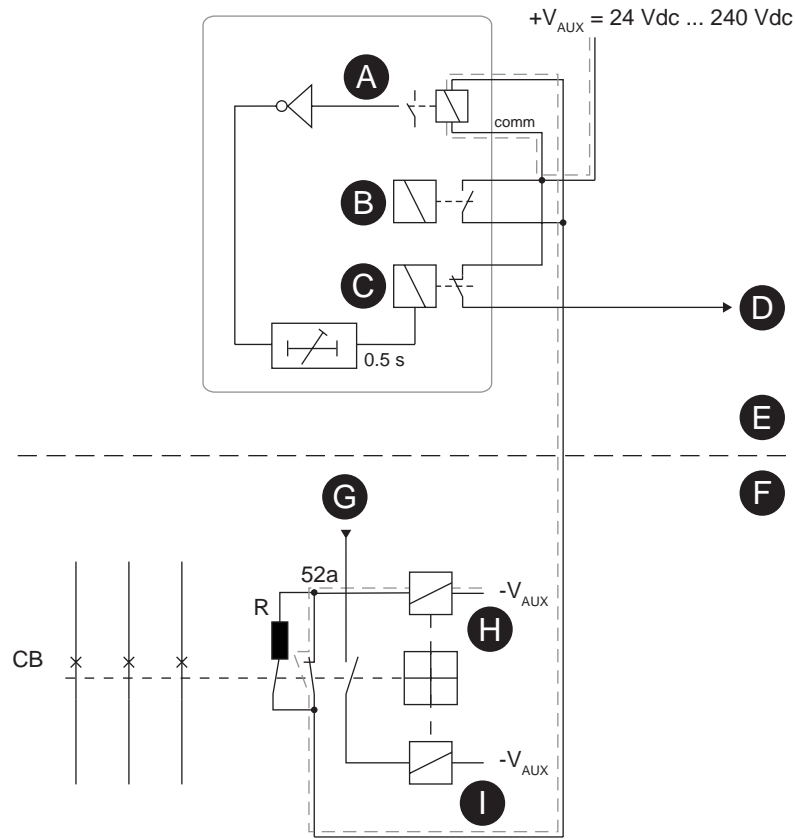 +VAUX = 24 Vdc ... 240 Vdc
A
comm
B
C
D
0.5 s
E
F
G
52a
-VAUX
R
H
CB
-VAUX
I